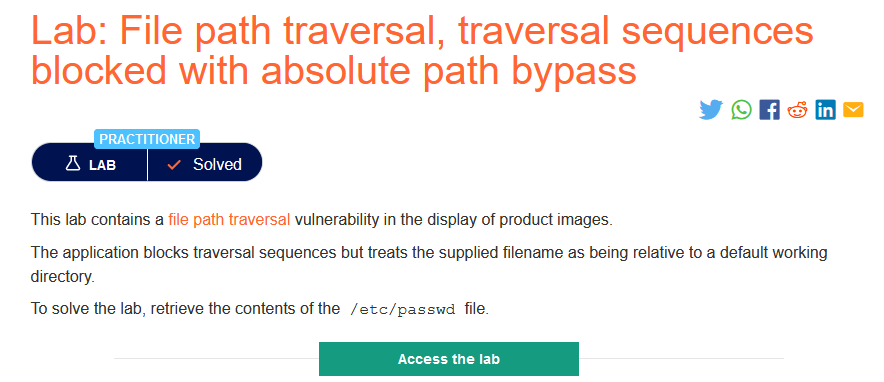 Lab: File path traversal, traversal sequences
blocked with absolute path bypass
PRACTITIONER
LAB
Solved
This lab contains a file path traversal vulnerability in the display of product images.
The application blocks traversal sequences but treats the supplied filename as being relative to a default working
directory.
To solve the lab, retrieve the contents of the /etc/passwd file.
Access the lab